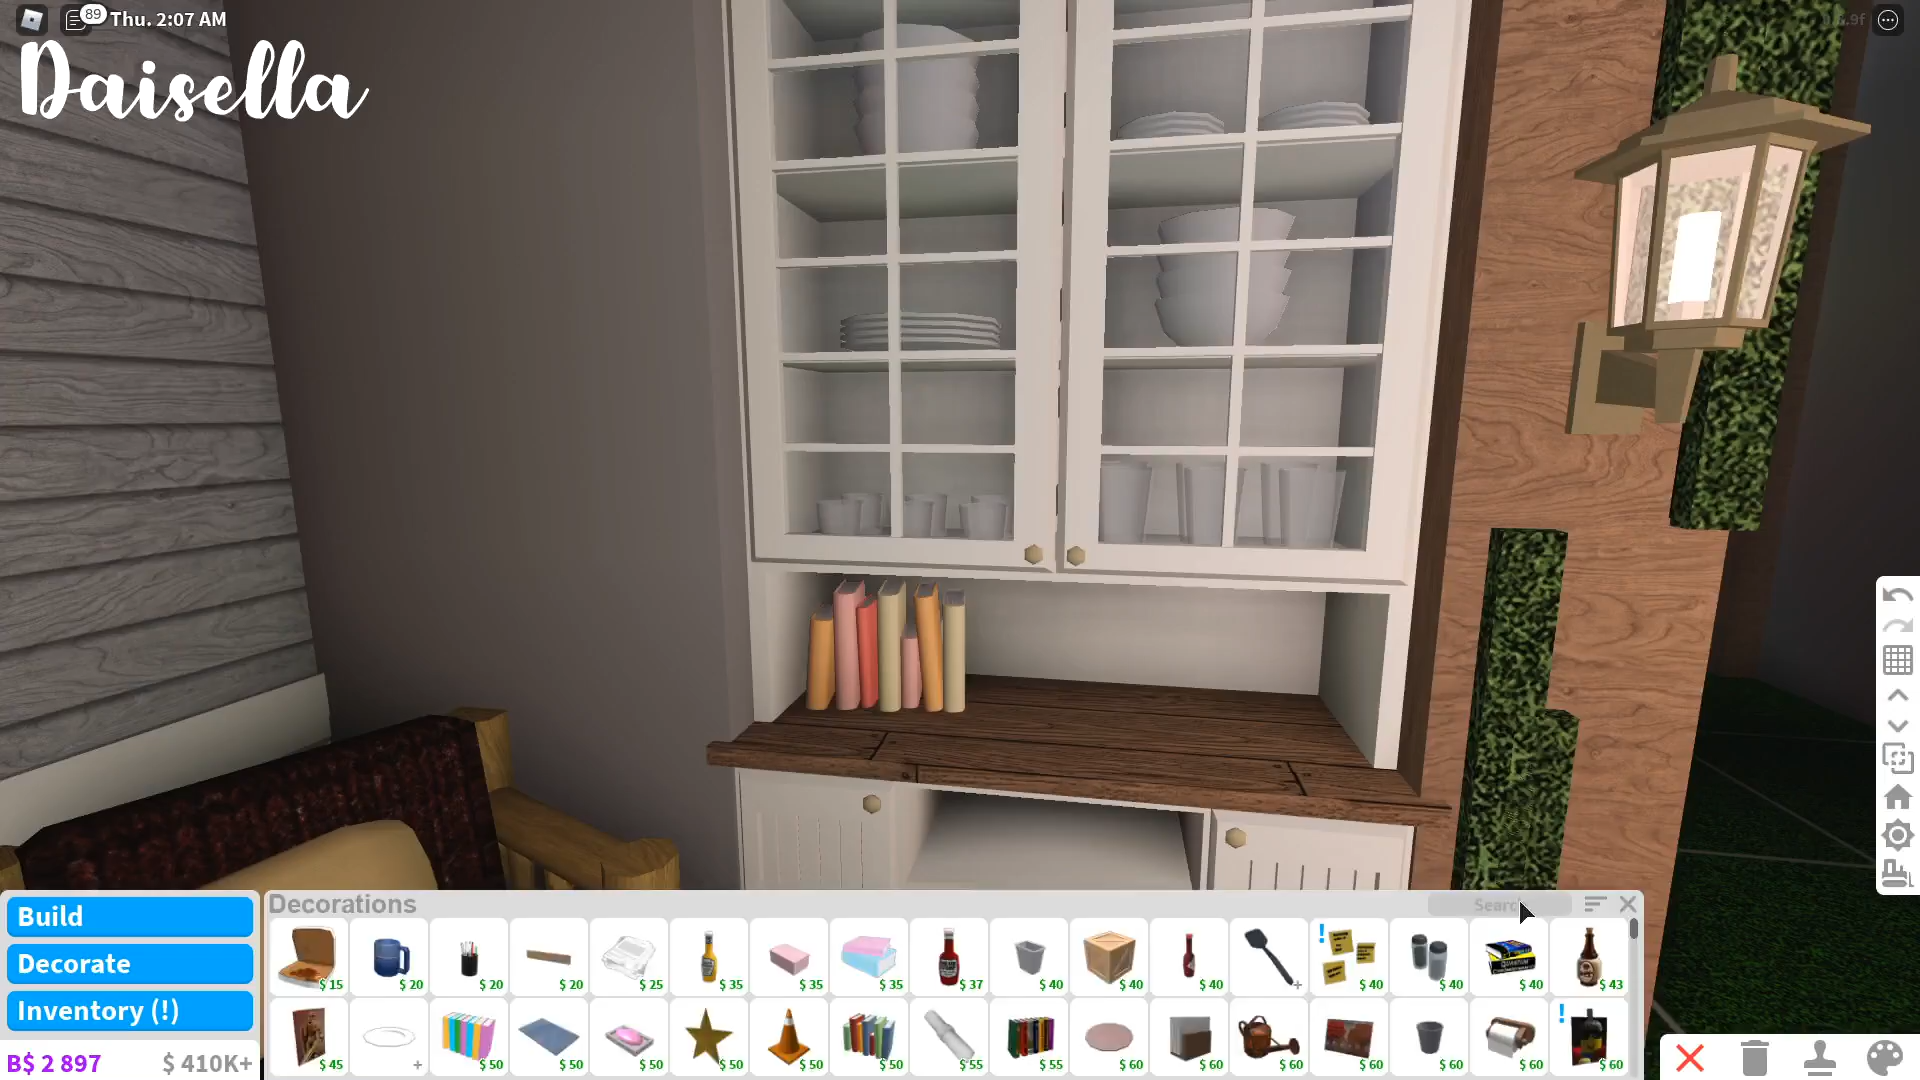 89 Thu. 2:07 AM
Daisella
Decorations
Build
Decorate
Inventory (!)
B$ 2 897 $ 410K+
$ 15 $ 20 $ 20 $ 20 $ 25 $ 35 $ 35 $ 35 $ 37 $ 40 $ 40 $ 40 + ! $ 40 $ 40 $ 40 $ 43
$ 45 + $ 50 $ 50 $ 50 $ 50 $ 50 $ 50 $ 55 $ 55 $ 60 $ 60 $ 60 $ 60 $ 60 $ 60 ! $ 60